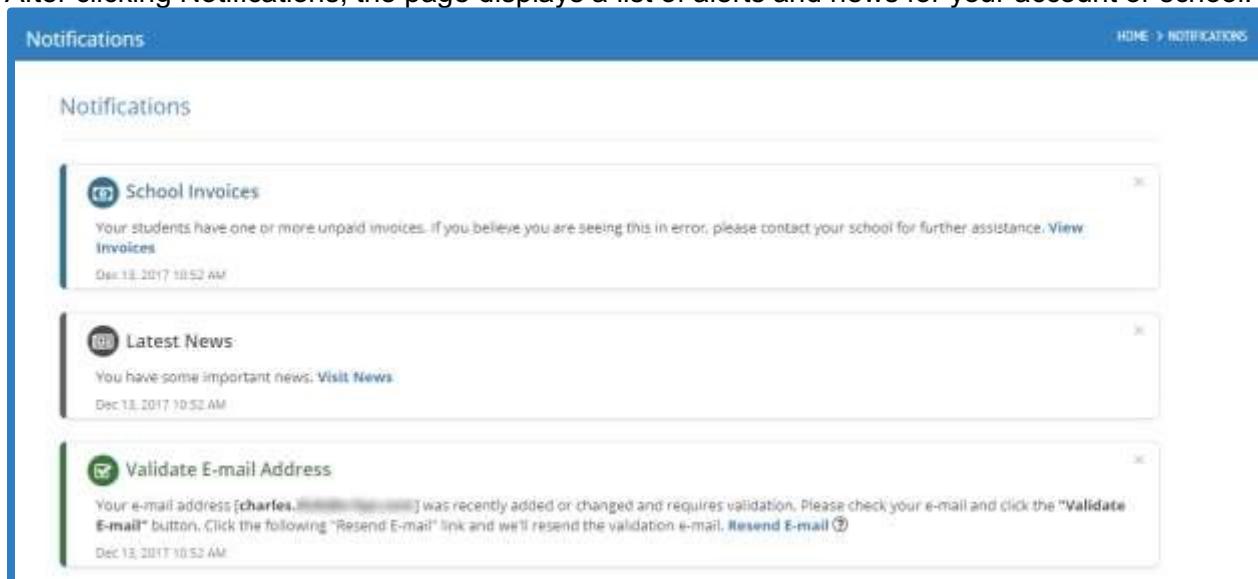 After clicking Notifications, the page displays a list of alerts and news for your account or school.
Notifications
HOME > NOTIFICATIONS
Notifications
School Invoices
Your students have one or more unpaid invoices. If you believe you are seeing this in error, please contact your school for further assistance. View
Invoices
Dec 13, 2017 10:52 AM
Latest News
You have some important news. Visit News
Dec 13, 2017 10:52 AM
Validate E-mail Address
Your e-mail address [charles. ] was recently added or changed and requires validation. Please check your e-mail and click the "Validate
E-mail" button. Click the following "Resend E-mail" link and we'll resend the validation e-mail. Resend E-mail ?
Dec 13, 2017 10:52 AM